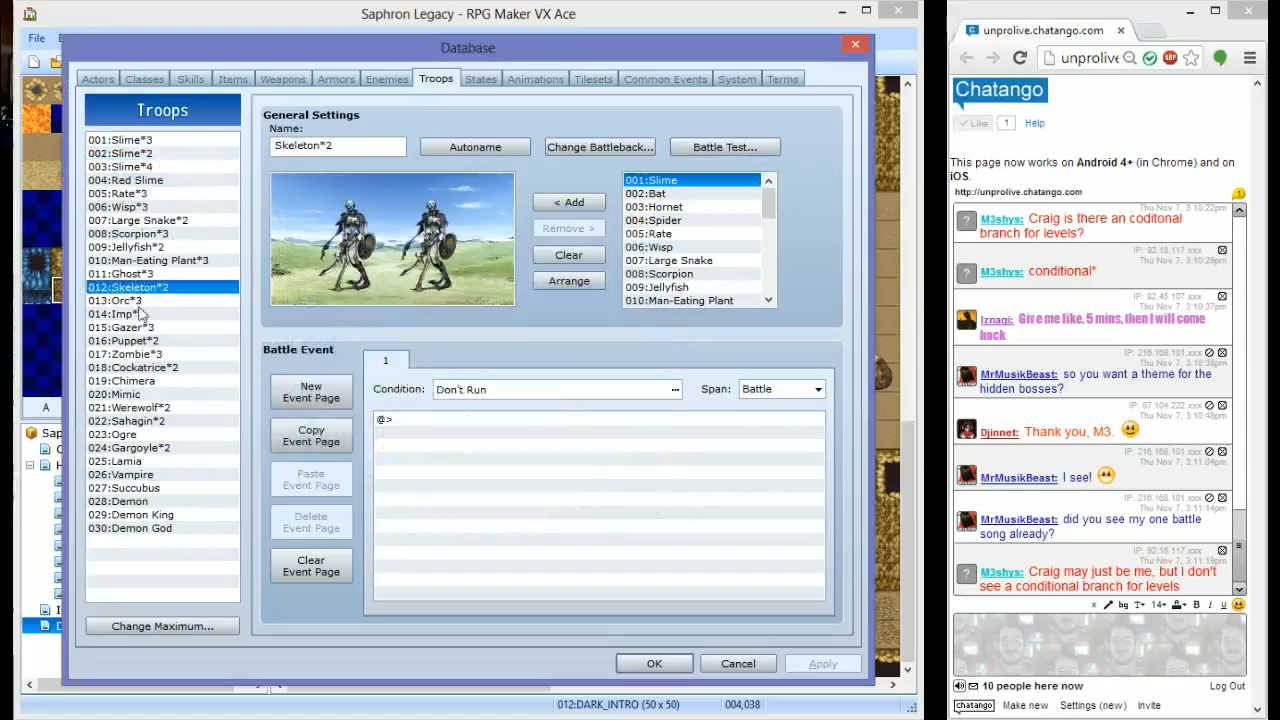 Saphron Legacy - RPG Maker VX Ace
File
Database
Actors Classes Skills Items Weapons Armors Enemies Troops States Animations Tilesets Common Events System Terms
Troops
001:Slime*3
002:Slime*2
003:Slime*4
004:Rad Slime
005:Rate*3
006:Wisp*3
007:Large Snake*2
008:Scorpion*3
009:Jellyfish*2
010:Man-Eating Plant*3
011:Ghost*3
012:Skeleton*2
013:Orc*3
014:Imp*
015:Gazer*3
016:Puppet*2
017:Zombie*3
018:Cockatrice*2
019:Chimera
020:Mimic
021:Werewolf*2
022:Sahagin*2
023:Ogre
024:Gargoyle*2
025:Lamia
026:Vampire
027:Succubus
028:Demon
029:Demon King
030:Demon God
Change Maximum...
General Settings
Name:
Skeleton*2
Autoname
Change Battleback...
Battle Test...
< Add
Remove >
Clear
Arrange
001:Slime
002:Bat
003:Hornet
004:Spider
005:Rate
006:Wisp
007:Large Snake
008:Scorpion
009:Jellyfish
010:Man-Eating Plant
Battle Event
1
New
Event Page
Copy
Event Page
Paste
Event Page
Delete
Event Page
Clear
Event Page
Condition: Don't Run
Span: Battle
@>
OK Cancel Apply
A
Sap
012:DARK_INTRO (50 x 50) 004,038
unprolive.chatango.com
unprolive
Chatango
Like 1 Help
This page now works on Android 4+ (in Chrome) and on
iOS.
http://unprolive.chatango.com
1
Thu Nov 7, 3:10:22pm
M3shys: Craig is there an coditonal
branch for levels?
IP: 92.16.117.xxx
Thu Nov 7, 3:10:29pm
M3shys: conditional*
IP: 82.45.107.xxx
Thu Nov 7, 3:10:37pm
Iznagi: Give me like, 5 mins, then I will come
back
IP: 216.168.101.xxx
Thu Nov 7, 3:10:38pm
MrMusikBeast: so you want a theme for the
hidden bosses?
IP: 87.104.222.xxx
Thu Nov 7, 3:10:48pm
Djinnet: Thank you, M3.
IP: 216.168.101.xxx
Thu Nov 7, 3:11:04pm
MrMusikBeast: I see!
IP: 216.168.101.xxx
Thu Nov 7, 3:11:14pm
MrMusikBeast: did you see my one battle
song already?
IP: 92.16.117.xxx
Thu Nov 7, 3:11:19pm
M3shys: Craig may just be me, but I don't
see a conditional branch for levels
x bg T 14 A B I U
10 people here now Log Out
chatango Make new Settings (new) Invite